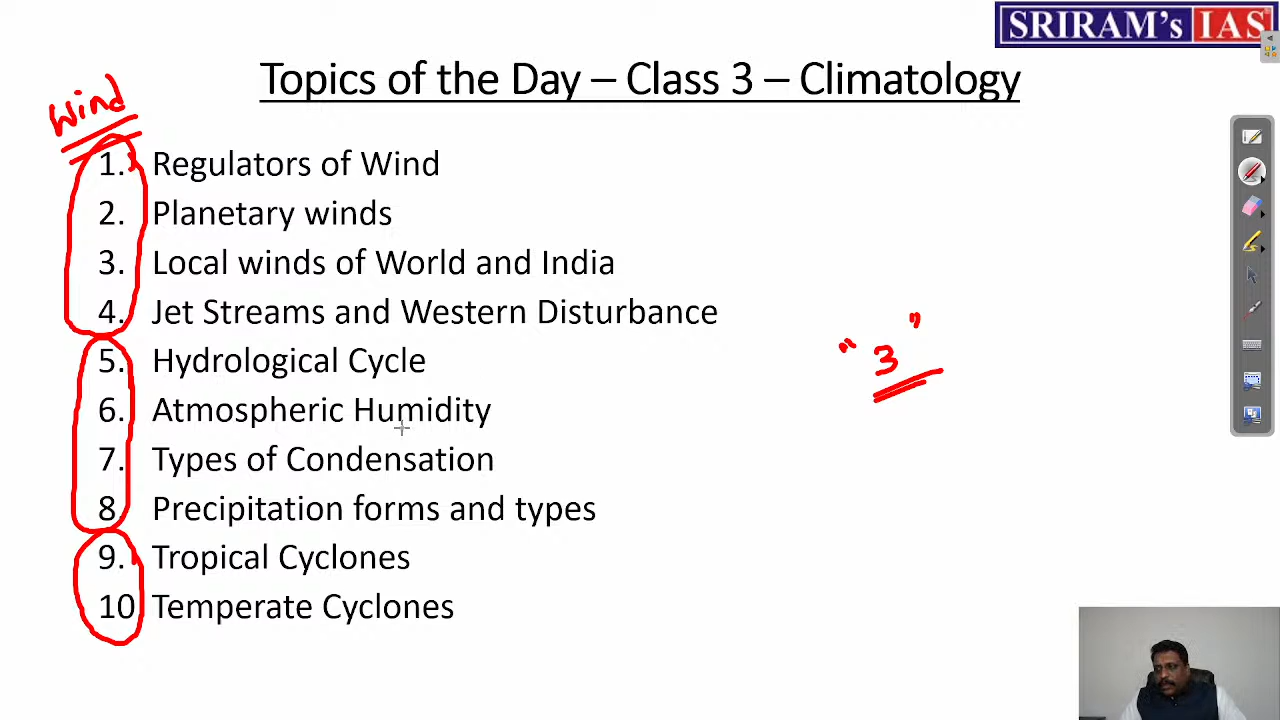 SRIRAM's IAS
Topics of the Day – Class 3 – Climatology
Wind
1. Regulators of Wind
2. Planetary winds
3. Local winds of World and India
4. Jet Streams and Western Disturbance
"3"
5. Hydrological Cycle
6. Atmospheric Humidity
7. Types of Condensation
8. Precipitation forms and types
9. Tropical Cyclones
10 Temperate Cyclones